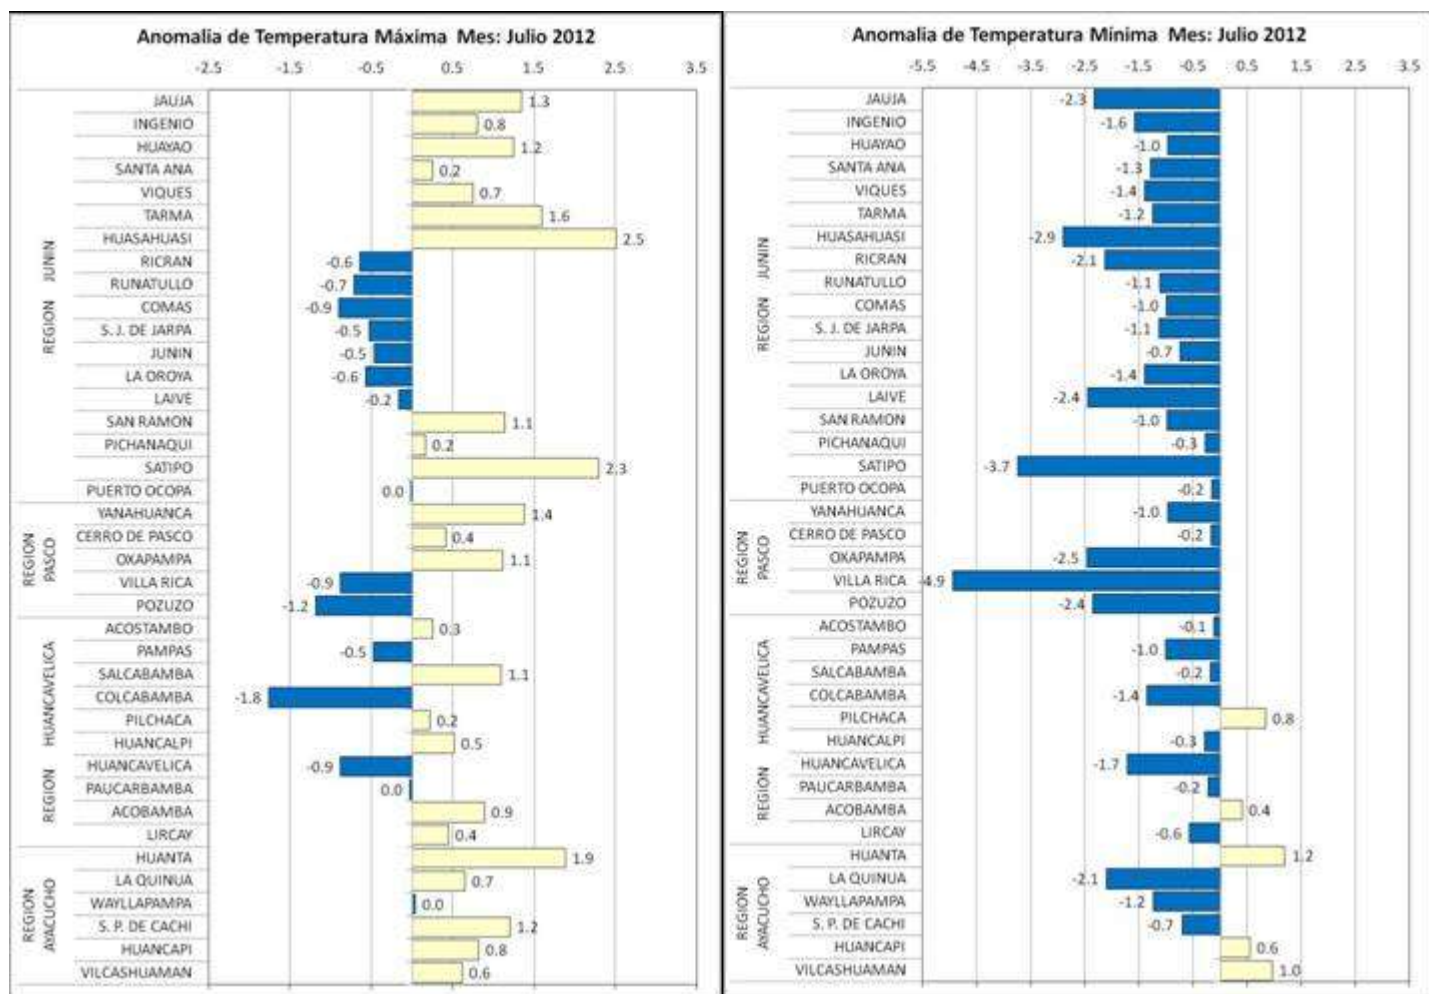 Anomalia de Temperatura Máxima Mes: Julio 2012
-2.5 -1.5 -0.5 0.5 1.5 2.5 3.5
REGION JUNIN
JAUJA 1.3
INGENIO 0.8
HUAYAO 1.2
SANTA ANA 0.2
VIQUES 0.7
TARMA 1.6
HUASAHUASI 2.5
RICRAN -0.6
RUNATULLO -0.7
COMAS -0.9
S. J. DE JARPA -0.5
JUNIN -0.5
LA OROYA -0.6
LAIVE -0.2
SAN RAMON 1.1
PICHANAQUI 0.2
SATIPO 2.3
PUERTO OCOPA 0.0
REGION PASCO
YANAHUANCA 1.4
CERRO DE PASCO 0.4
OXAPAMPA 1.1
VILLA RICA -0.9
POZUZO -1.2
REGION HUANCAVELICA
ACOSTAMBO 0.3
PAMPAS -0.5
SALCABAMBA 1.1
COLCABAMBA -1.8
PILCHACA 0.2
HUANCALPI 0.5
HUANCAVELICA -0.9
PAUCARBAMBA 0.0
ACOBAMBA 0.9
LIRCAY 0.4
REGION AYACUCHO
HUANTA 1.9
LA QUINUA 0.7
WAYLLAPAMPA 0.0
S. P. DE CACHI 1.2
HUANCAPI 0.8
VILCASHUAMAN 0.6
Anomalia de Temperatura Mínima Mes: Julio 2012
-5.5 -4.5 -3.5 -2.5 -1.5 -0.5 0.5 1.5 2.5 3.5
REGION JUNIN
JAUJA -2.3
INGENIO -1.6
HUAYAO -1.0
SANTA ANA -1.3
VIQUES -1.4
TARMA -1.2
HUASAHUASI -2.9
RICRAN -2.1
RUNATULLO -1.1
COMAS -1.0
S. J. DE JARPA -1.1
JUNIN -0.7
LA OROYA -1.4
LAIVE -2.4
SAN RAMON -1.0
PICHANAQUI -0.3
SATIPO -3.7
PUERTO OCOPA -0.2
REGION PASCO
YANAHUANCA -1.0
CERRO DE PASCO -0.2
OXAPAMPA -2.5
VILLA RICA -4.9
POZUZO -2.4
REGION HUANCAVELICA
ACOSTAMBO -0.1
PAMPAS -1.0
SALCABAMBA -0.2
COLCABAMBA -1.4
PILCHACA 0.8
HUANCALPI -0.3
HUANCAVELICA -1.7
PAUCARBAMBA -0.2
ACOBAMBA 0.4
LIRCAY -0.6
REGION AYACUCHO
HUANTA 1.2
LA QUINUA -2.1
WAYLLAPAMPA -1.2
S. P. DE CACHI -0.7
HUANCAPI 0.6
VILCASHUAMAN 1.0